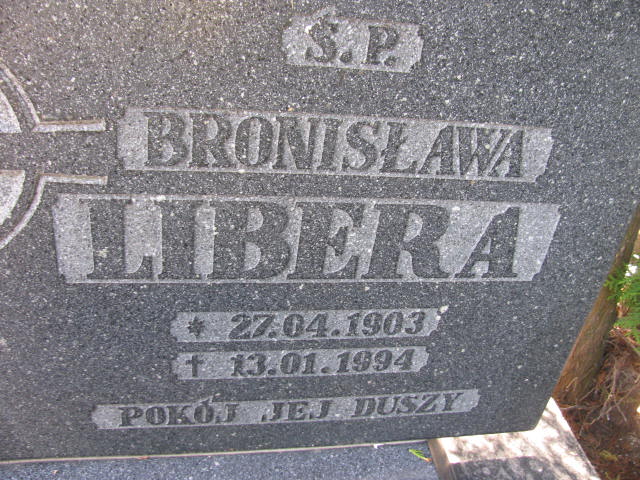 Ś.P.
BRONISŁAWA
LIBERA
* 27.04.1903
† 13.01.1994
POKÓJ JEJ DUSZY